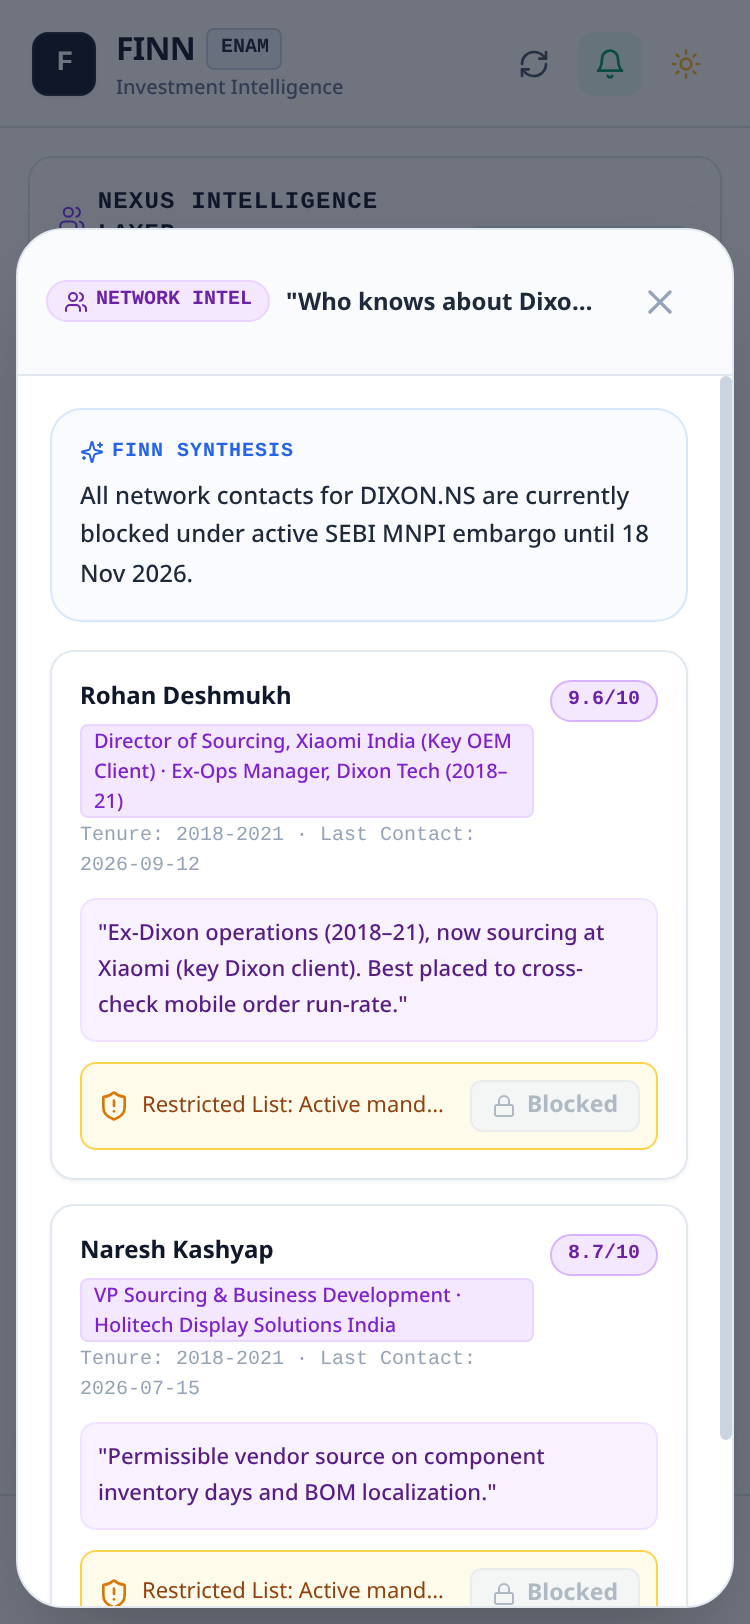 F
FINN
ENAM
Investment Intelligence
NEXUS INTELLIGENCE
LAYER
NETWORK INTEL
"Who knows about Dixo...
FINN SYNTHESIS
All network contacts for DIXON.NS are currently
blocked under active SEBI MNPI embargo until 18
Nov 2026.
Rohan Deshmukh
9.6/10
Director of Sourcing, Xiaomi India (Key OEM
Client) · Ex-Ops Manager, Dixon Tech (2018–
21)
Tenure: 2018-2021 · Last Contact:
2026-09-12
"Ex-Dixon operations (2018–21), now sourcing at
Xiaomi (key Dixon client). Best placed to cross-
check mobile order run-rate."
Restricted List: Active mand...
Blocked
Naresh Kashyap
8.7/10
VP Sourcing & Business Development ·
Holitech Display Solutions India
Tenure: 2018-2021 · Last Contact:
2026-07-15
"Permissible vendor source on component
inventory days and BOM localization."
Restricted List: Active mand...
Blocked